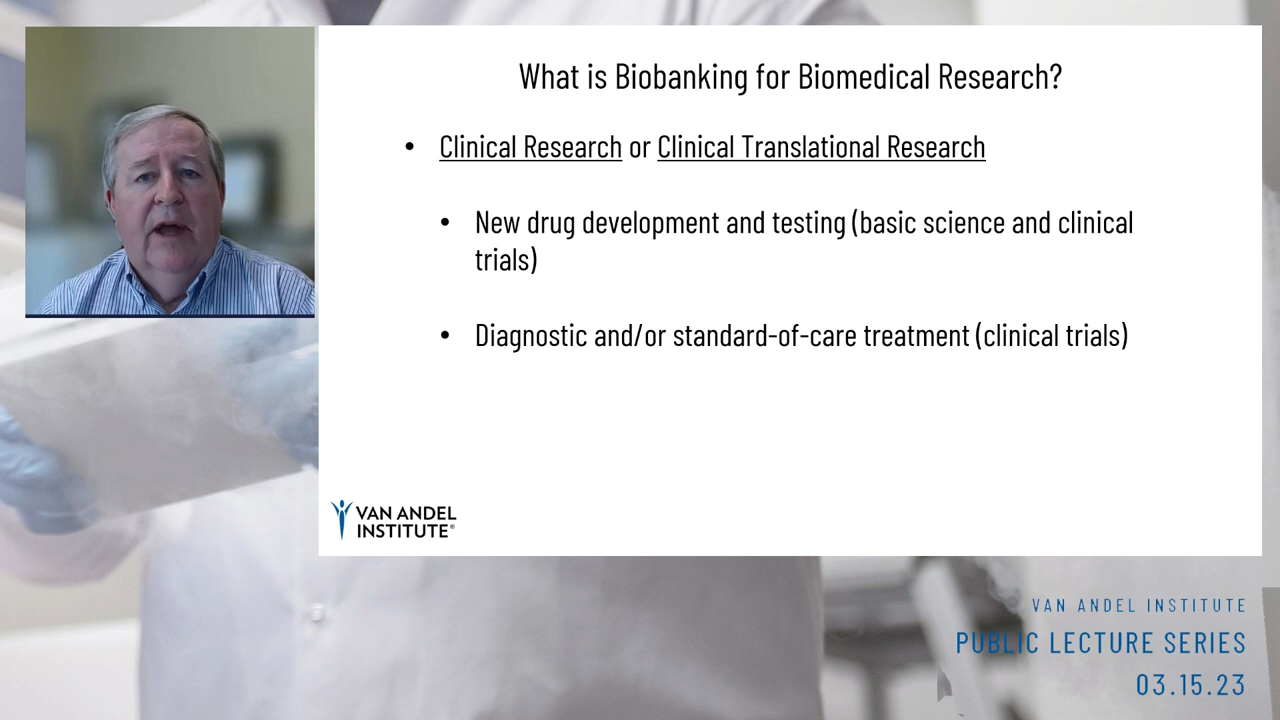 What is Biobanking for Biomedical Research?
• Clinical Research or Clinical Translational Research
• New drug development and testing (basic science and clinical
trials)
• Diagnostic and/or standard-of-care treatment (clinical trials)
VAN ANDEL
INSTITUTE®
VAN ANDEL INSTITUTE
PUBLIC LECTURE SERIES
03.15.23